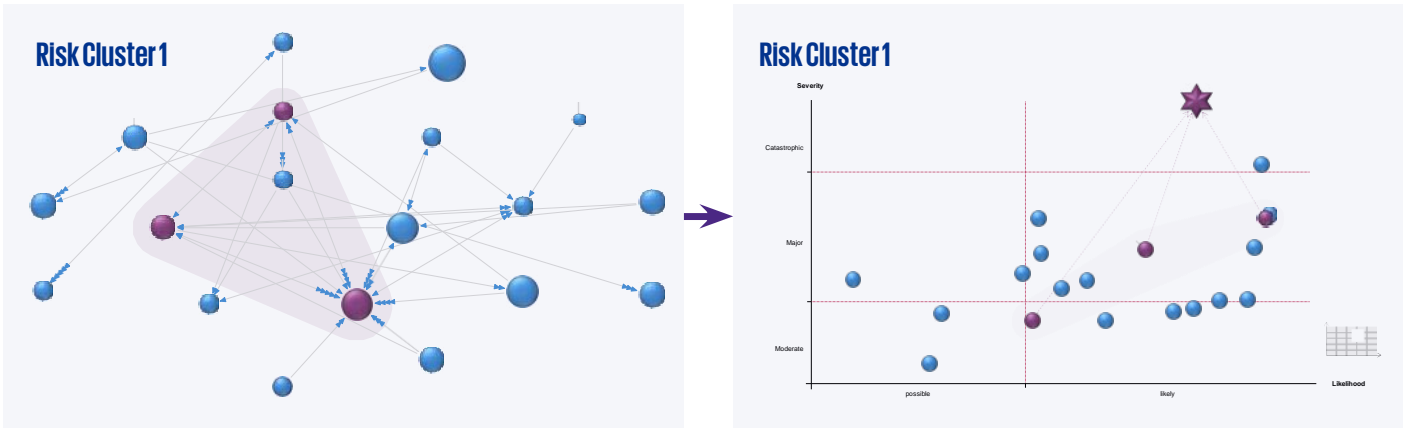 Risk Cluster 1
Risk Cluster 1
Severity
Catastrophic
Major
Moderate
possible
likely
Likelihood